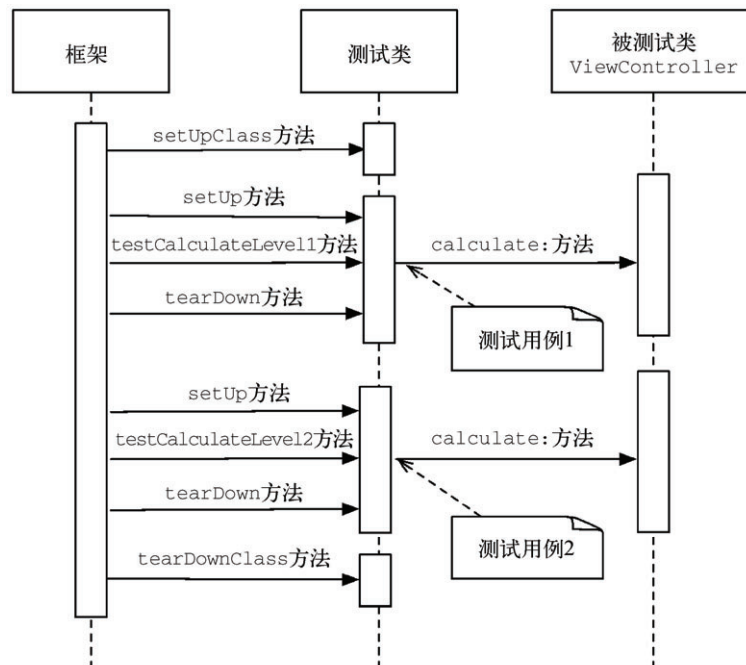 框架
测试类
被测试类
ViewController
setUpClass方法
setUp方法
testCalculateLevel1方法
calculate:方法
tearDown方法
测试用例1
setUp方法
testCalculateLevel2方法
calculate:方法
tearDown方法
测试用例2
tearDownClass方法